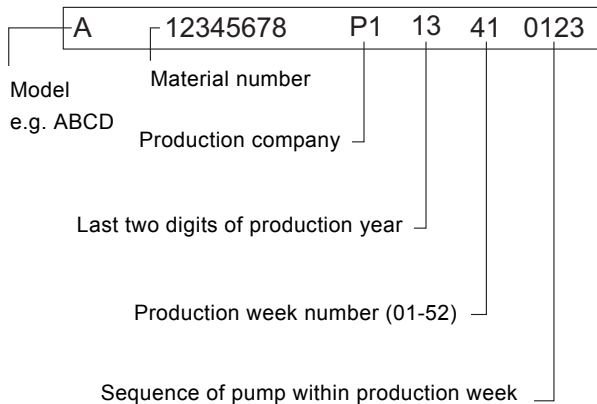 A 12345678 P1 13 41 0123
Material number
Model
e.g. ABCD
Production company
Last two digits of production year
Production week number (01-52)
Sequence of pump within production week